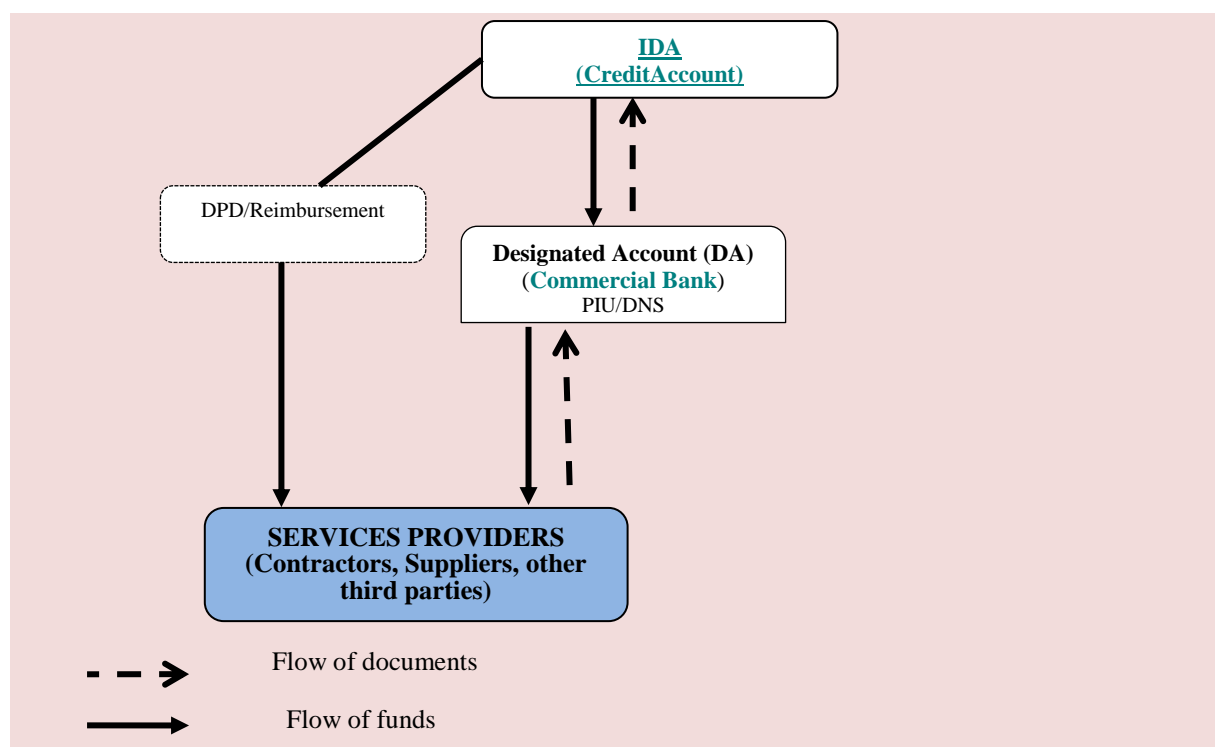 IDA
(CreditAccount)
DPD/Reimbursement
Designated Account (DA)
(Commercial Bank)
PIU/DNS
SERVICES PROVIDERS
(Contractors, Suppliers, other
third parties)
Flow of documents
Flow of funds